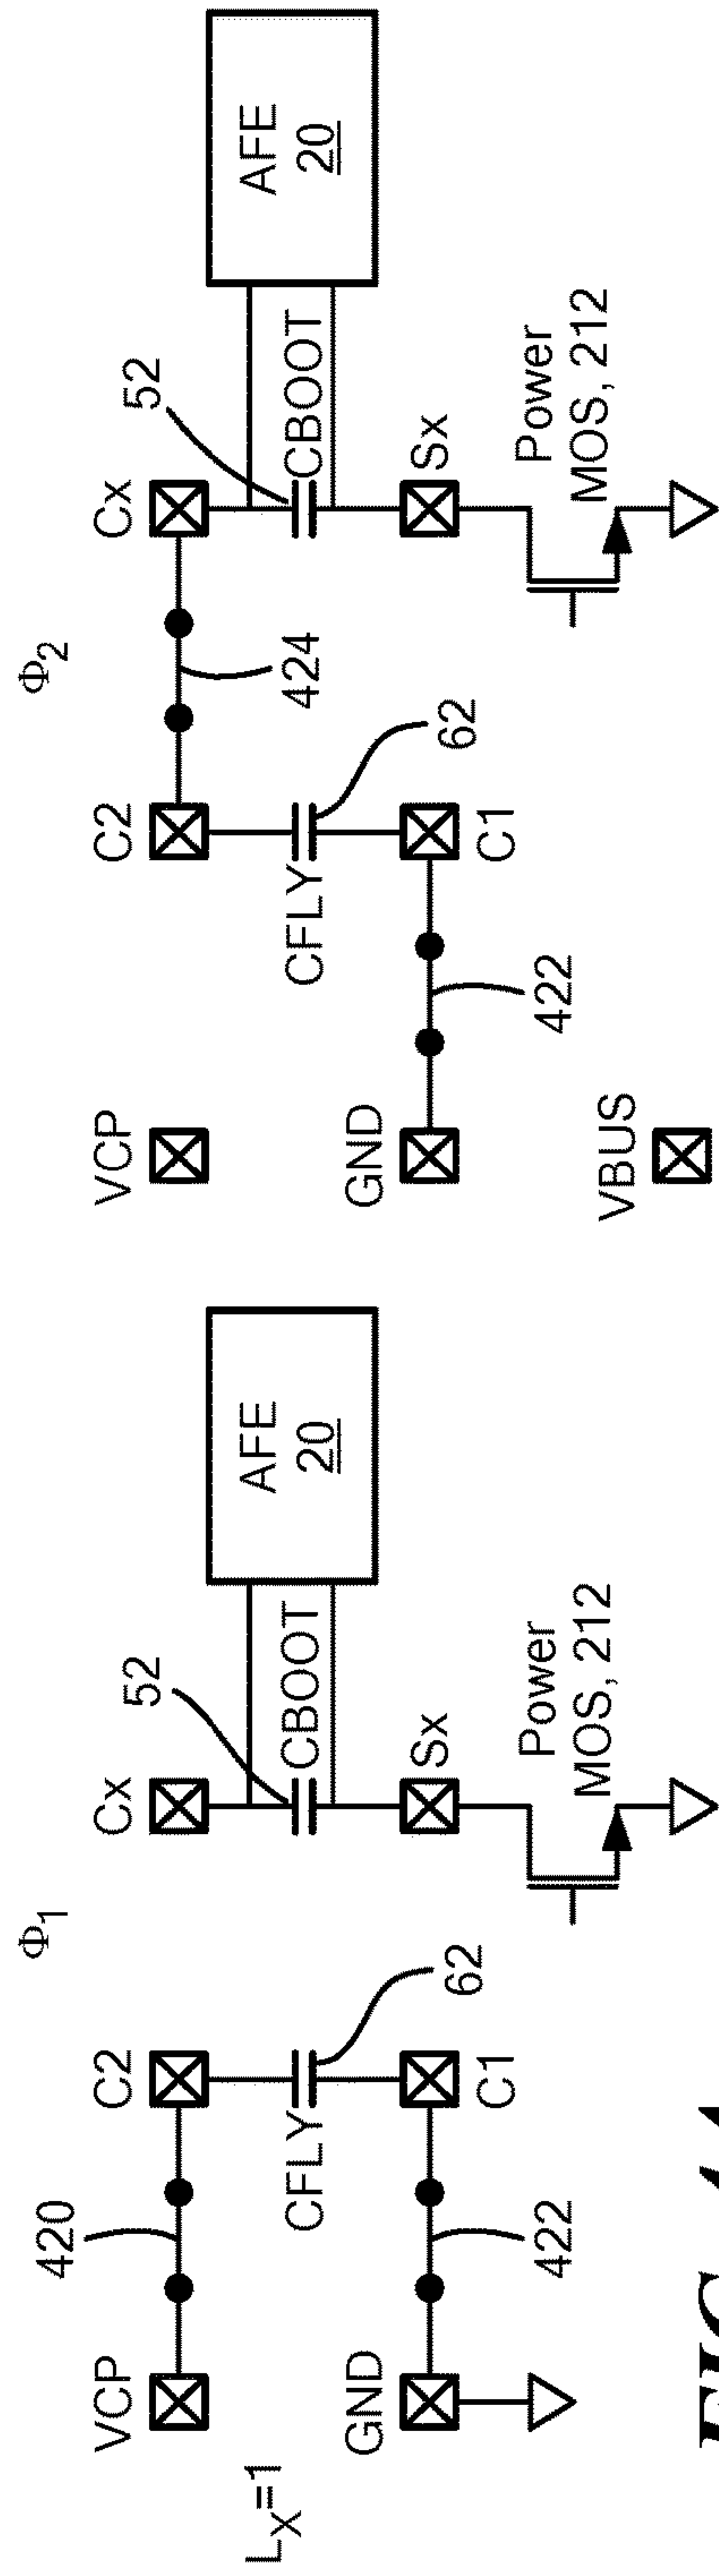 Φ1
Φ2
LX=1
VCP
420
C2
Cx
52
AFE
20
CFLY
62
CBOOT
GND
422
C1
Sx
Power
MOS, 212
VCP
C2
424
Cx
52
AFE
20
CFLY
62
CBOOT
GND
422
C1
Sx
Power
MOS, 212
VBUS